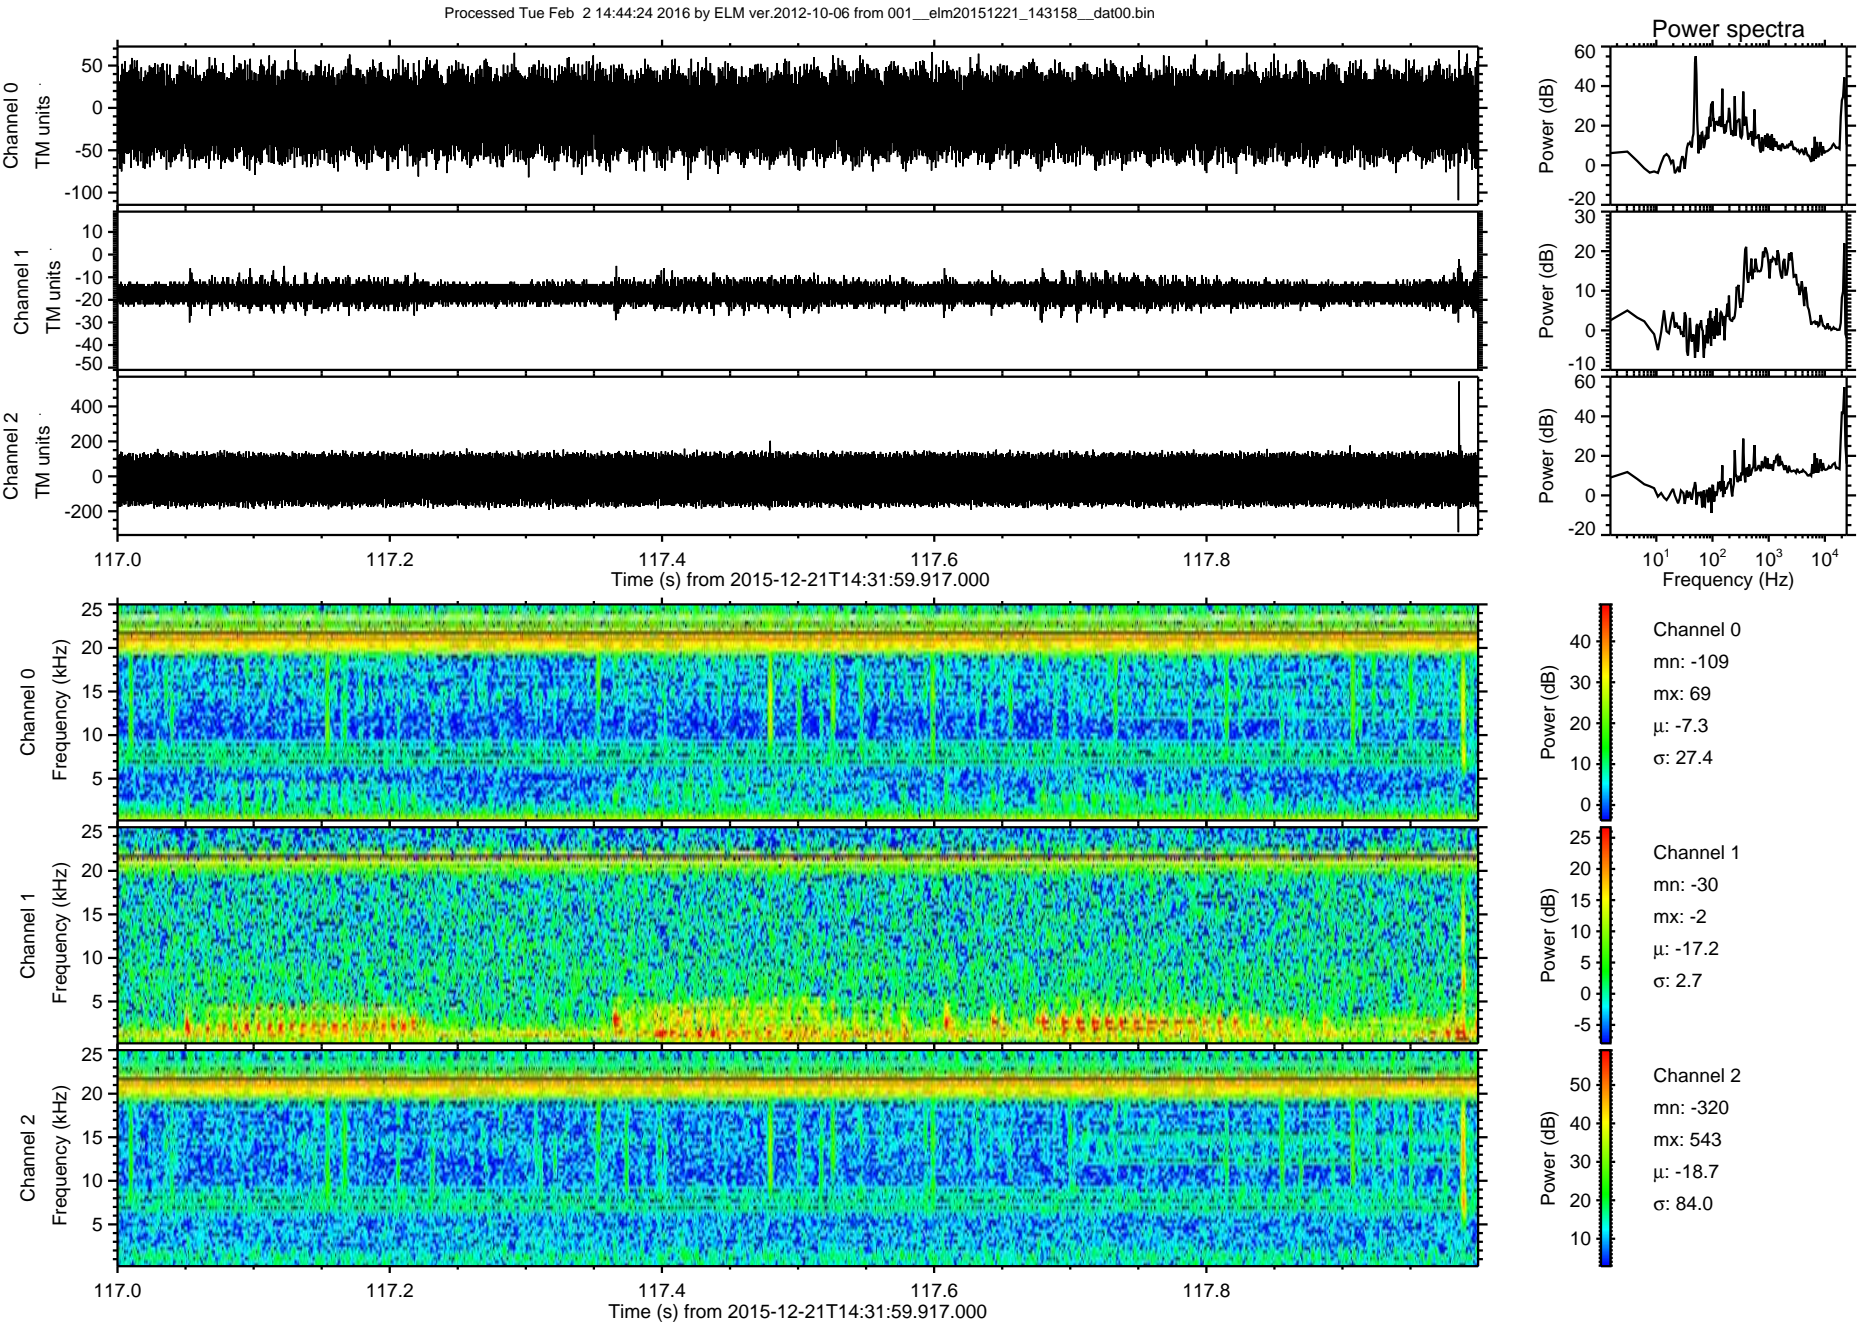 Processed Tue Feb  2 14:44:24 2016 by ELM ver.2012-10-06 from 001__elm20151221_143158__dat00.bin
Power spectra
Channel 0
TM units
50
0
-50
-100
Power (dB)
60
40
20
0
-20
Channel 1
TM units
10
0
-10
-20
-30
-40
-50
Power (dB)
30
20
10
0
-10
Channel 2
TM units
400
200
0
-200
Power (dB)
60
40
20
0
-20
117.0 117.2 117.4 117.6 117.8
Time (s) from 2015-12-21T14:31:59.917.000
10^1 10^2 10^3 10^4
Frequency (Hz)
Channel 0
Frequency (kHz)
25
20
15
10
5
Power (dB)
40
30
20
10
0
Channel 0
mn: -109
mx: 69
µ: -7.3
σ: 27.4
Channel 1
Frequency (kHz)
25
20
15
10
5
Power (dB)
25
20
15
10
5
0
-5
Channel 1
mn: -30
mx: -2
µ: -17.2
σ: 2.7
Channel 2
Frequency (kHz)
25
20
15
10
5
Power (dB)
50
40
30
20
10
Channel 2
mn: -320
mx: 543
µ: -18.7
σ: 84.0
117.0 117.2 117.4 117.6 117.8
Time (s) from 2015-12-21T14:31:59.917.000